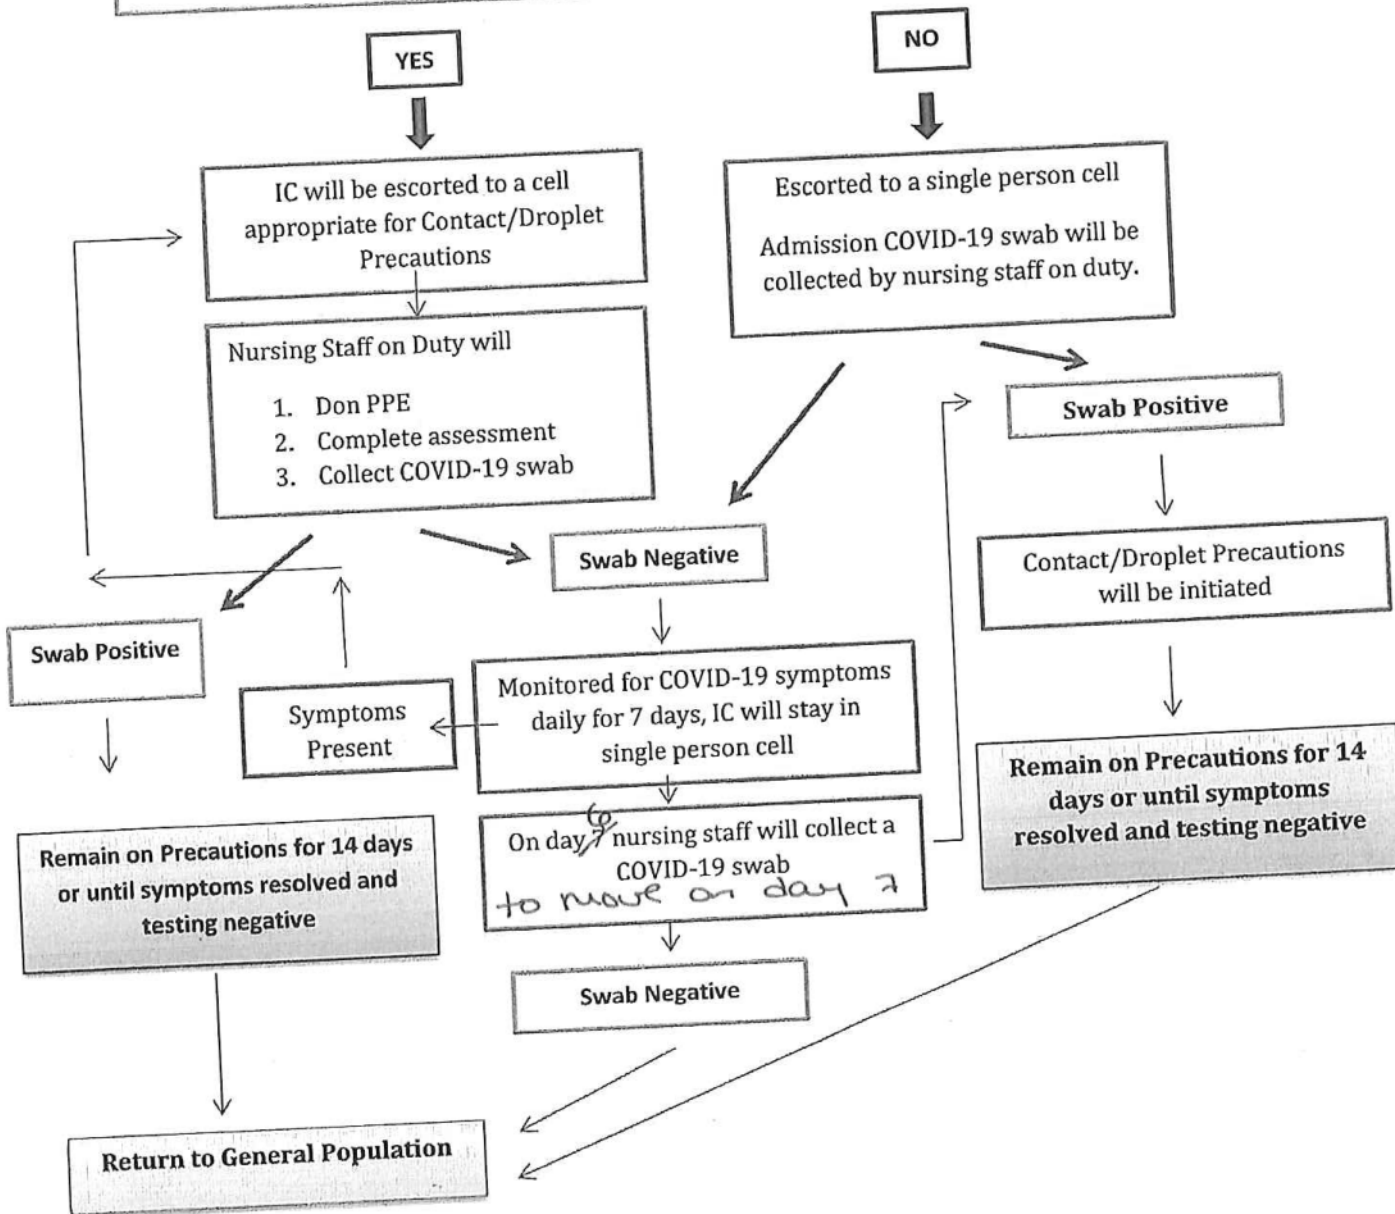 YES
NO
IC will be escorted to a cell
appropriate for Contact/Droplet
Precautions
Escorted to a single person cell
Admission COVID-19 swab will be
collected by nursing staff on duty.
Nursing Staff on Duty will
1. Don PPE
2. Complete assessment
3. Collect COVID-19 swab
Swab Positive
Swab Negative
Contact/Droplet Precautions
will be initiated
Swab Positive
Symptoms
Present
Monitored for COVID-19 symptoms
daily for 7 days, IC will stay in
single person cell
Remain on Precautions for 14
days or until symptoms
resolved and testing negative
Remain on Precautions for 14 days
or until symptoms resolved and
testing negative
6
On day 7 nursing staff will collect a
COVID-19 swab
to move on day 7
Swab Negative
Return to General Population